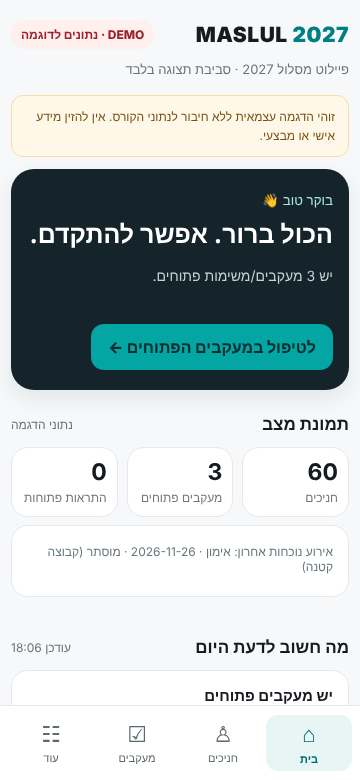 MASLUL 2027
DEMO · נתונים לדוגמה
פיילוט מסלול 2027 · סביבת תצוגה בלבד
זוהי הדגמה עצמאית ללא חיבור לנתוני הקורס. אין להזין מידע
אישי או מבצעי.
בוקר טוב 👋
הכול ברור. אפשר להתקדם.
יש 3 מעקבים/משימות פתוחים.
לטיפול במעקבים הפתוחים ←
תמונת מצב
נתוני הדגמה
60
חניכים
3
מעקבים פתוחים
0
התראות פתוחות
אירוע נוכחות אחרון: אימון · 2026-11-26 · מוסתר (קבוצה
קטנה)
מה חשוב לדעת היום
עודכן 18:06
יש מעקבים פתוחים
בית
חניכים
מעקבים
עוד